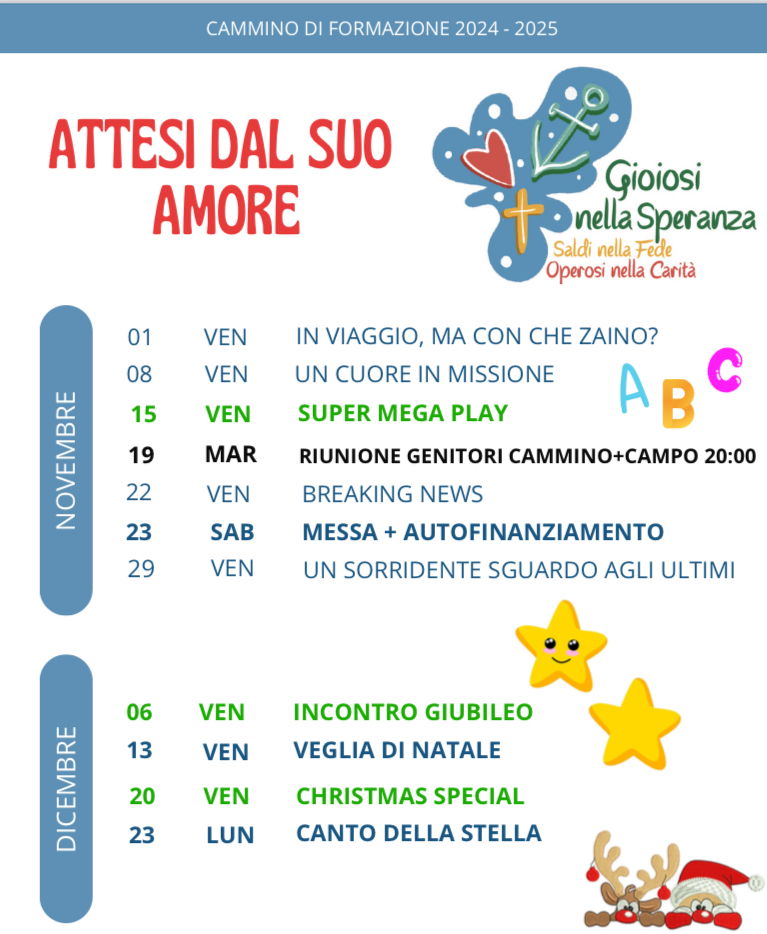 CAMMINO DI FORMAZIONE 2024 - 2025
ATTESI DAL SUO
AMORE
Gioiosi
nella Speranza
Saldi nella Fede
Operosi nella Carità
NOVEMBRE
01 VEN IN VIAGGIO, MA CON CHE ZAINO?
08 VEN UN CUORE IN MISSIONE
15 VEN SUPER MEGA PLAY
19 MAR RIUNIONE GENITORI CAMMINO+CAMPO 20:00
22 VEN BREAKING NEWS
23 SAB MESSA + AUTOFINANZIAMENTO
29 VEN UN SORRIDENTE SGUARDO AGLI ULTIMI
A B C
DICEMBRE
06 VEN INCONTRO GIUBILEO
13 VEN VEGLIA DI NATALE
20 VEN CHRISTMAS SPECIAL
23 LUN CANTO DELLA STELLA